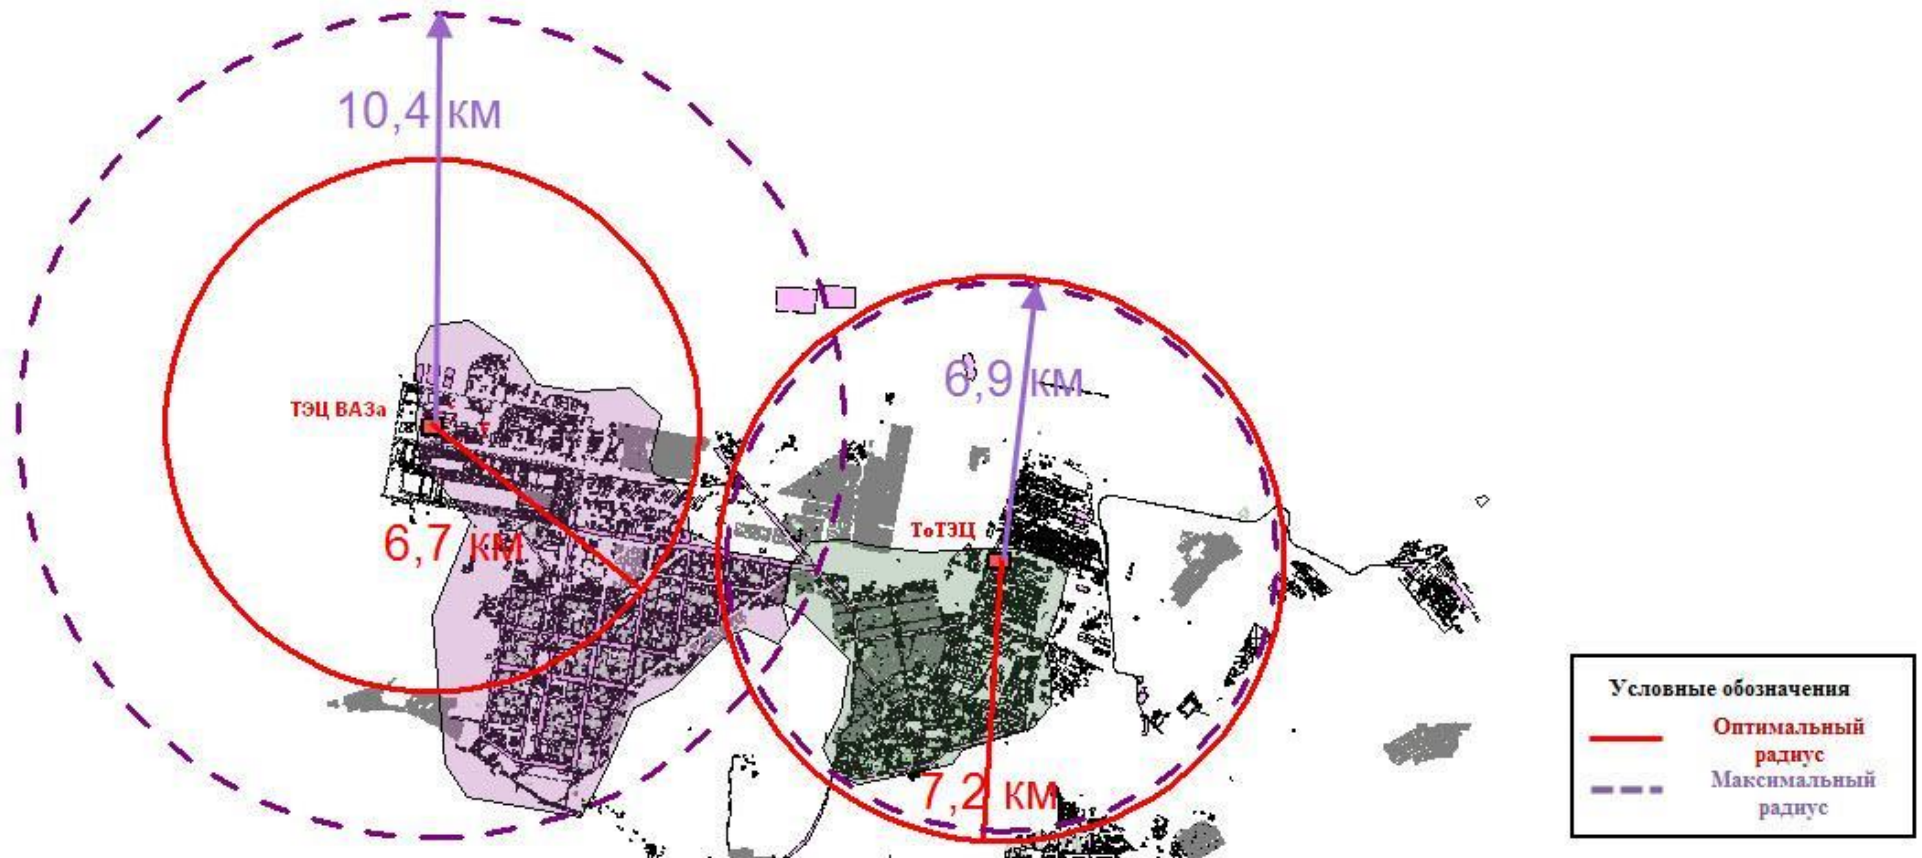 10,4 км
6,9 км
ТЭЦ ВАЗа
ТоТЭЦ
6,7 км
7,2 км
Условные обозначения
Оптимальный
радиус
Максимальный
радиус